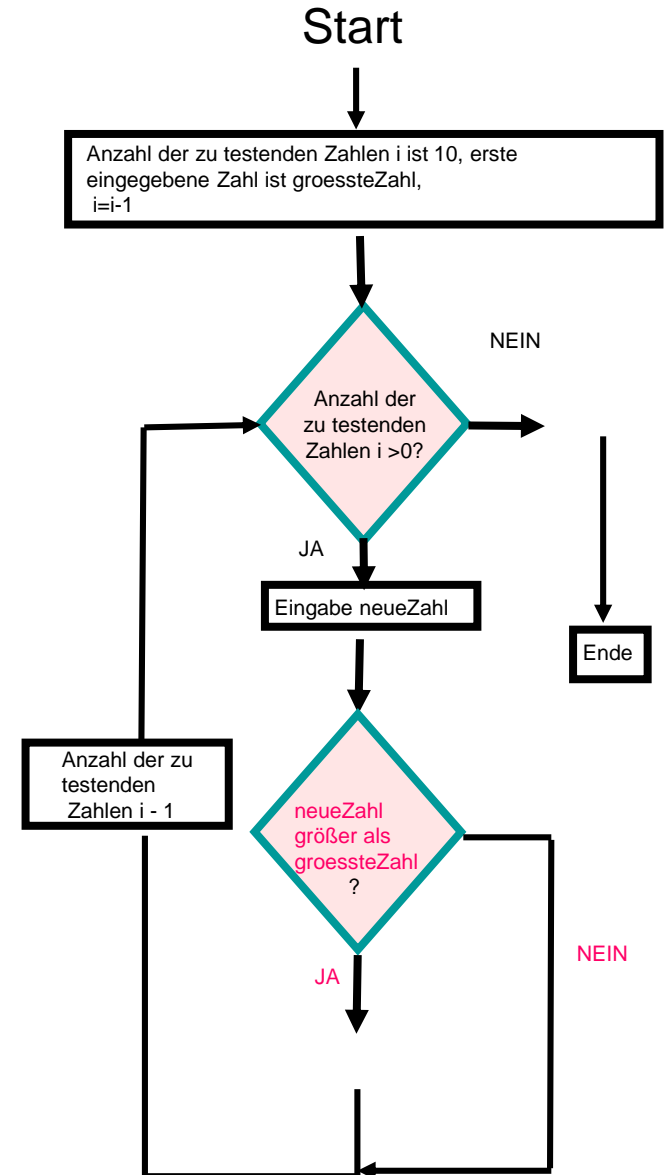 Start
Anzahl der zu testenden Zahlen i ist 10, erste
eingegebene Zahl ist groessteZahl,
i=i-1
NEIN
Anzahl der
zu testenden
Zahlen i >0?
JA
Eingabe neueZahl
Ende
Anzahl der zu
testenden
Zahlen i - 1
neueZahl
größer als
groessteZahl
?
NEIN
JA